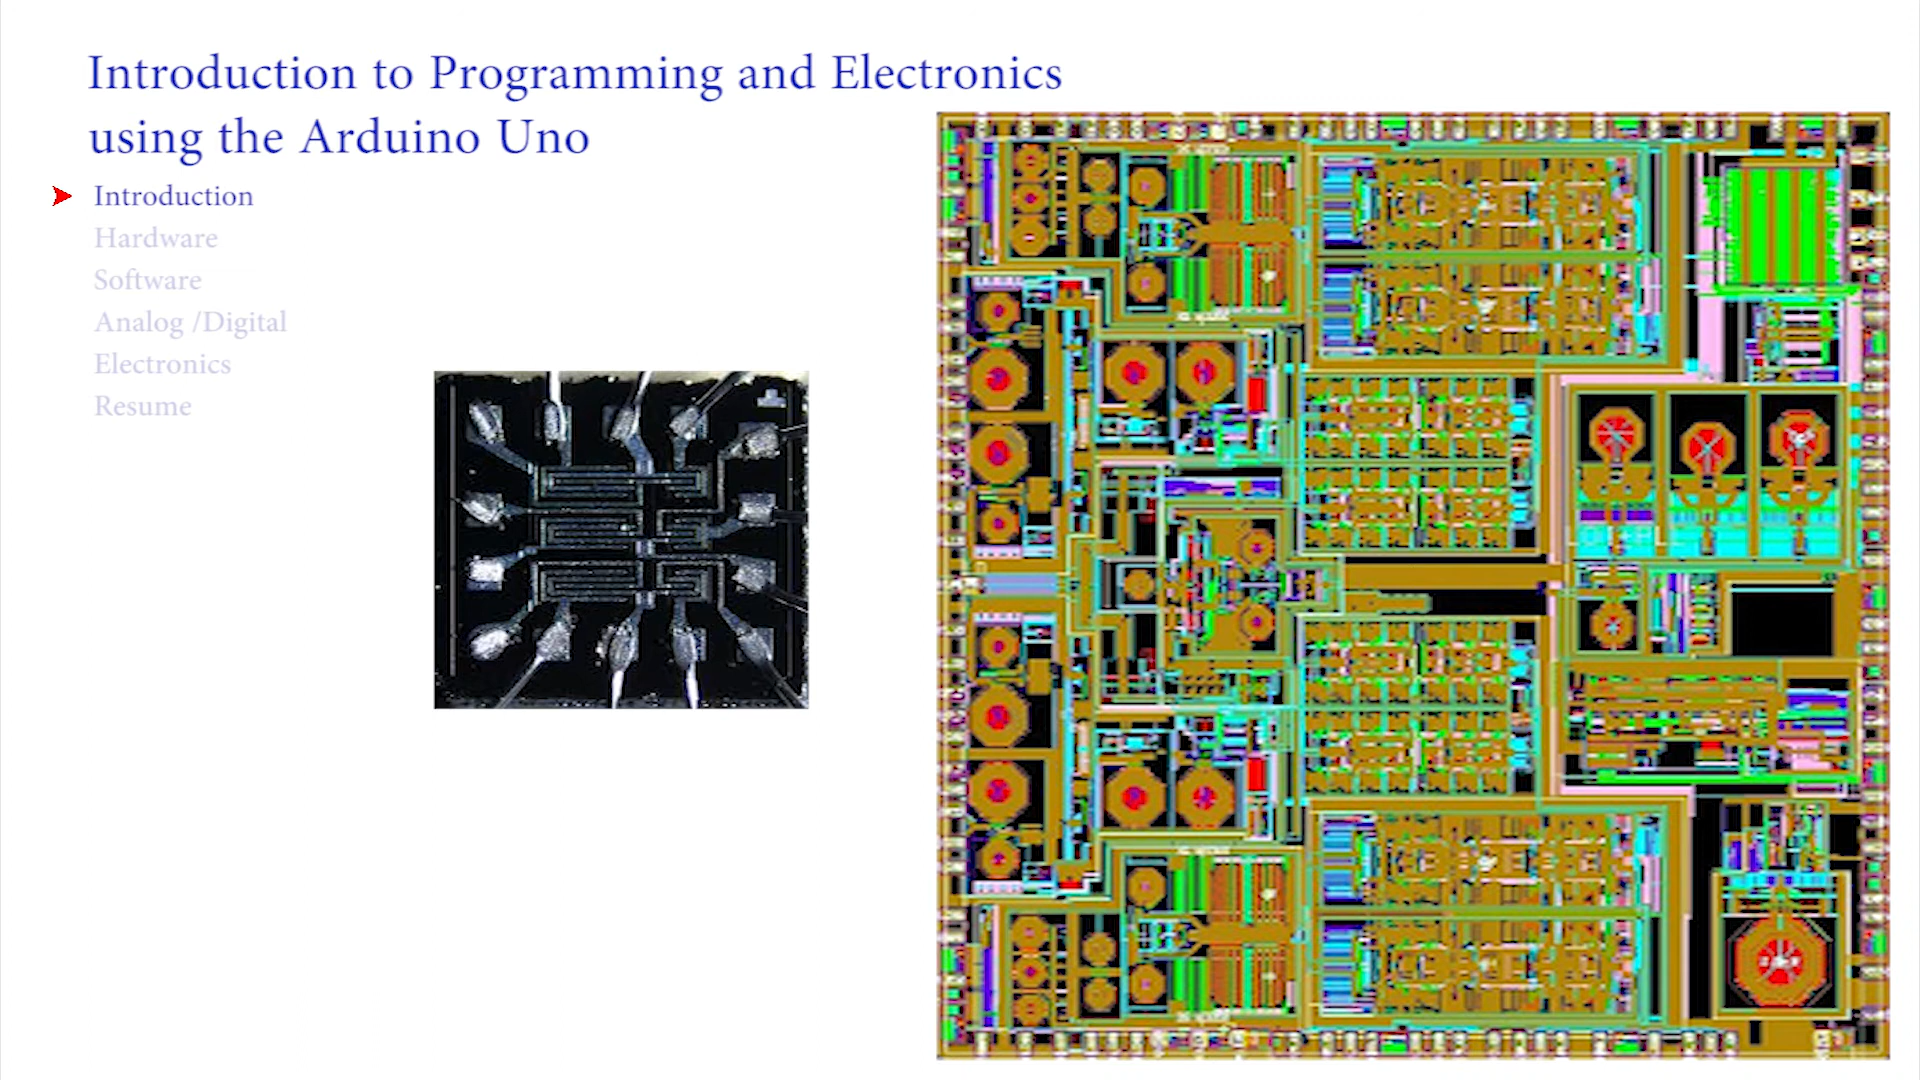 Introduction to Programming and Electronics
using the Arduino Uno
Introduction
Hardware
Software
Analog /Digital
Electronics
Resume